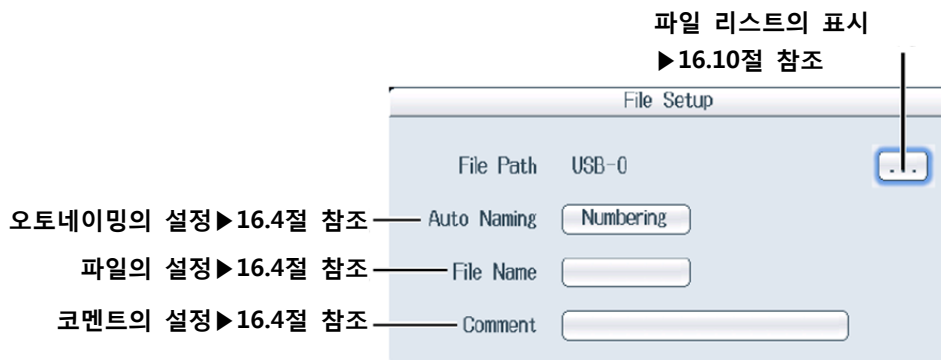 파일 리스트의 표시
▶16.10절 참조
File Setup
File Path USB-0
...
오토네이밍의 설정▶16.4절 참조
Auto Naming Numbering
파일의 설정▶16.4절 참조
File Name
코멘트의 설정▶16.4절 참조
Comment